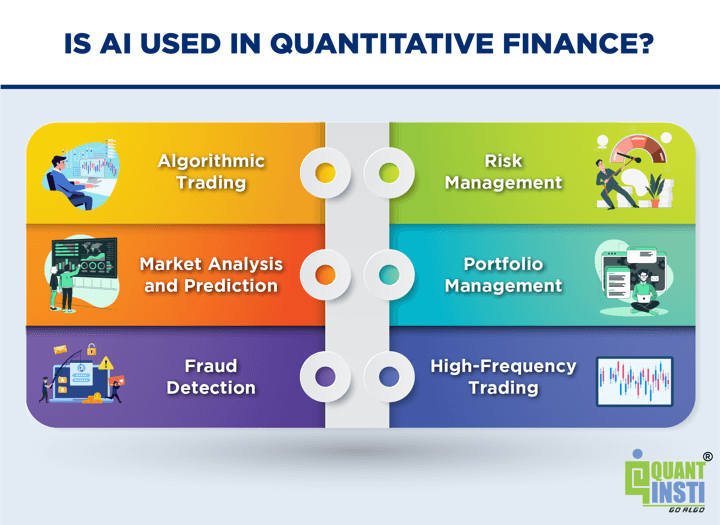 IS AI USED IN QUANTITATIVE FINANCE?
Algorithmic
Trading
Risk
Management
Market Analysis
and Prediction
Portfolio
Management
Fraud
Detection
High-Frequency
Trading
QUANT
INSTI
®
GO ALGO